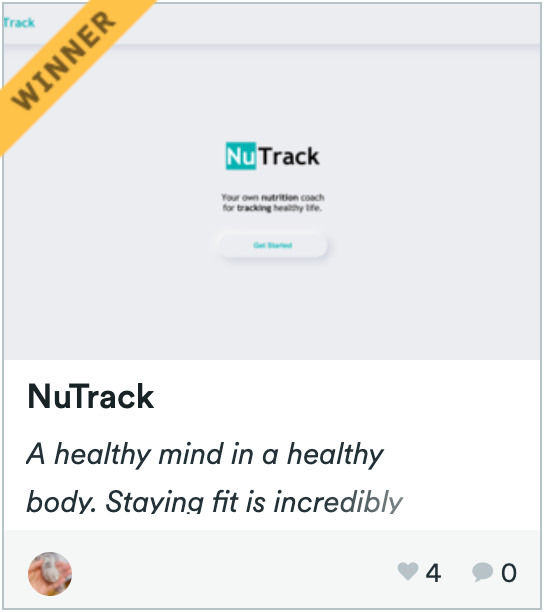 Track
WINNER
NuTrack
Your own nutrition coach
for tracking healthy life.
Get Started
NuTrack
A healthy mind in a healthy
body. Staying fit is incredibly
4
0